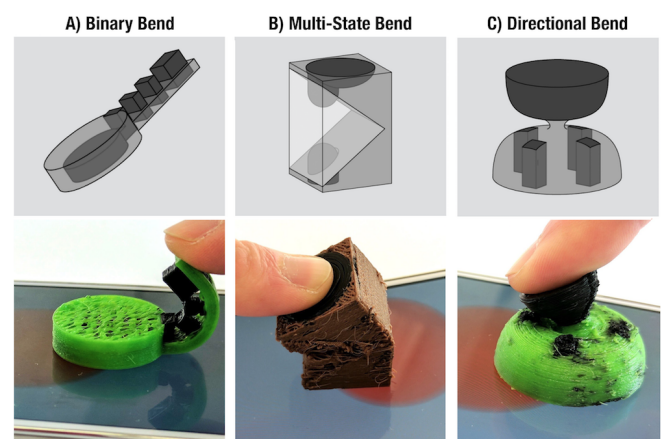 A) Binary Bend
B) Multi-State Bend
C) Directional Bend